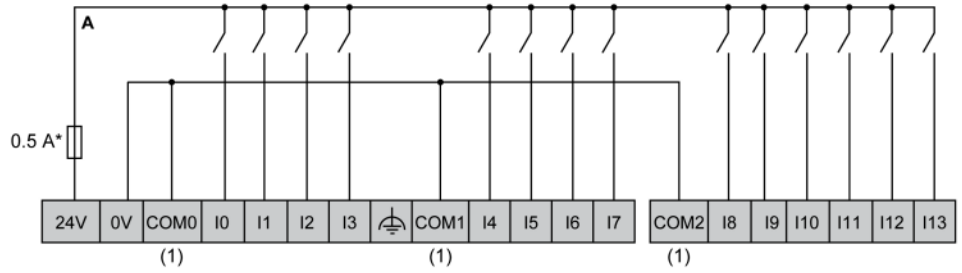 A
0.5 A*
24V 0V COM0 I0 I1 I2 I3 COM1 I4 I5 I6 I7 COM2 I8 I9 I10 I11 I12 I13
(1) (1) (1)